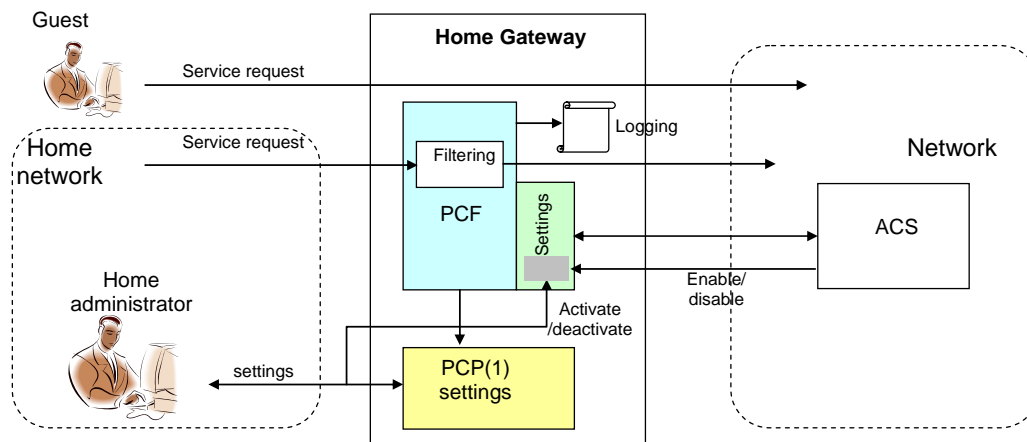 Guest
Home Gateway
Service request
Logging
Home
network
Service request
Filtering
Network
PCF
Settings
ACS
Home
administrator
Enable/
disable
Activate
/deactivate
settings
PCP(1)
settings